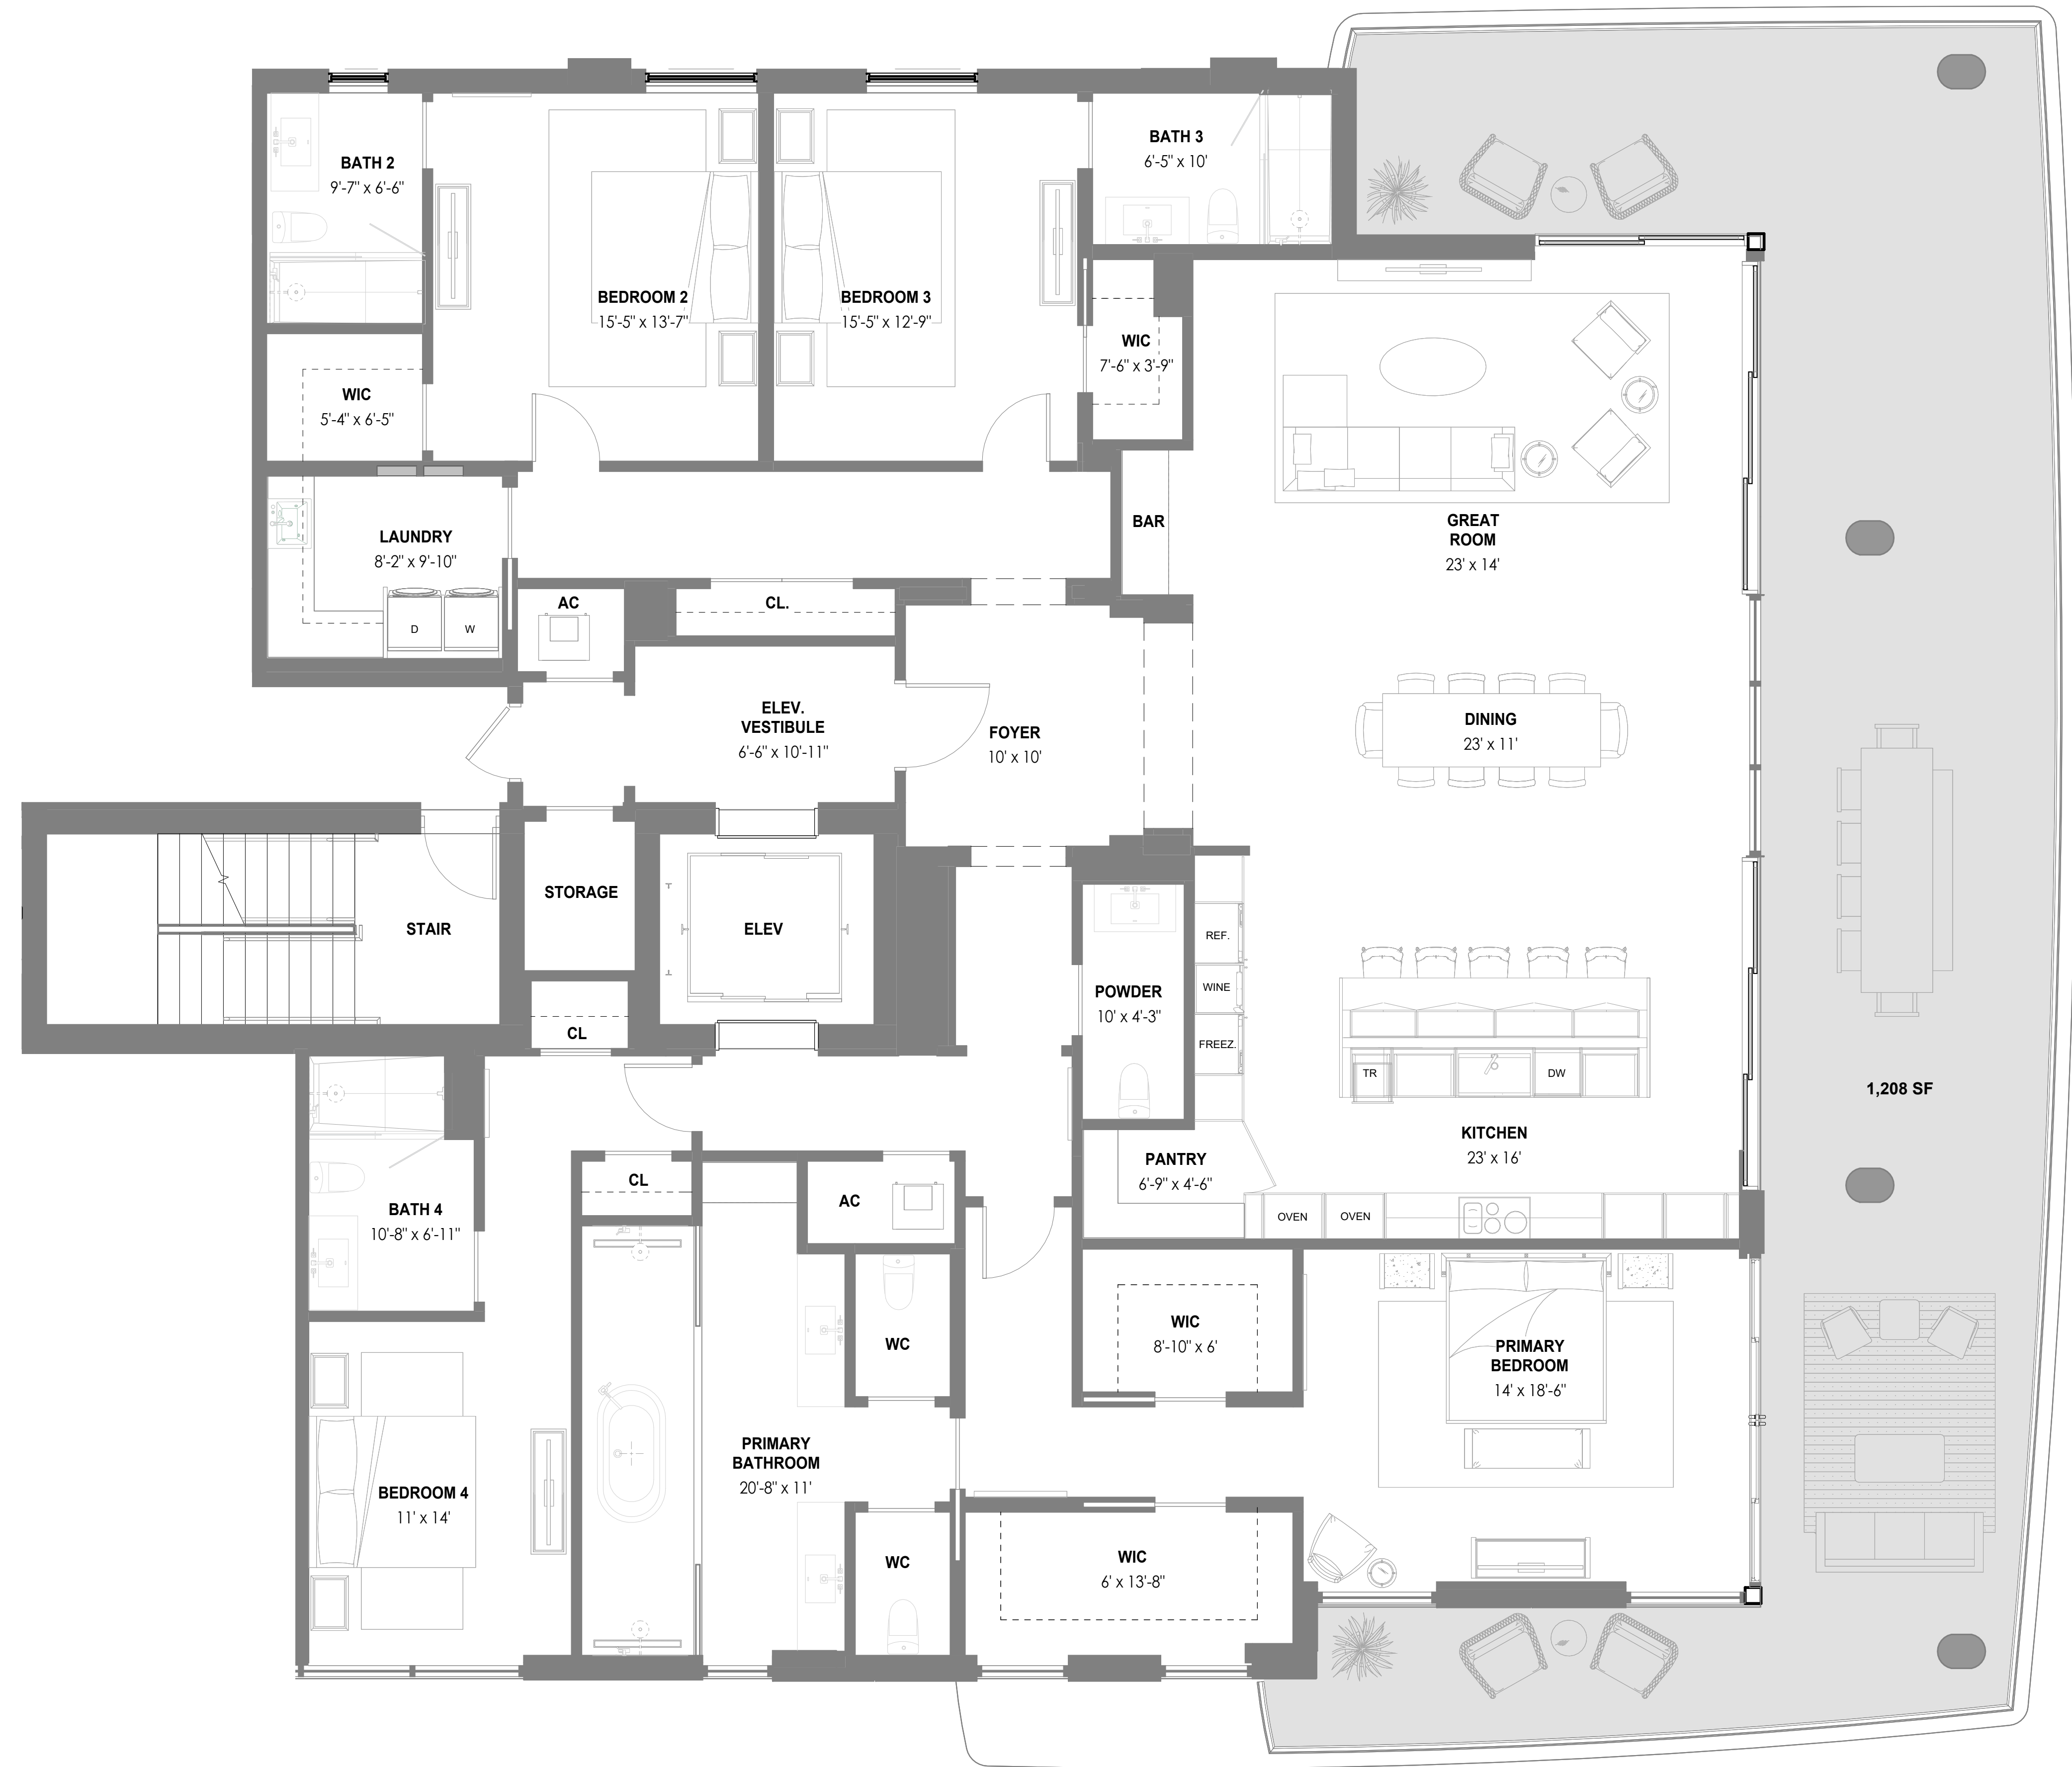 BATH 2
9'-7" x 6'-6"
BATH 3
6'-5" x 10'
BEDROOM 2
15'-5" x 13'-7"
BEDROOM 3
15'-5" x 12'-9"
WIC
7'-6" x 3'-9"
WIC
5'-4" x 6'-5"
LAUNDRY
8'-2" x 9'-10"
D
W
BAR
GREAT
ROOM
23' x 14'
AC
CL.
ELEV.
VESTIBULE
6'-6" x 10'-11"
FOYER
10' x 10'
DINING
23' x 11'
STAIR
STORAGE
ELEV
CL
POWDER
10' x 4'-3"
REF.
WINE
FREEZ.
TR
DW
1,208 SF
KITCHEN
23' x 16'
PANTRY
6'-9" x 4'-6"
OVEN
OVEN
BATH 4
10'-8" x 6'-11"
CL
AC
WC
WIC
8'-10" x 6'
PRIMARY
BEDROOM
14' x 18'-6"
PRIMARY
BATHROOM
20'-8" x 11'
BEDROOM 4
11' x 14'
WC
WIC
6' x 13'-8"